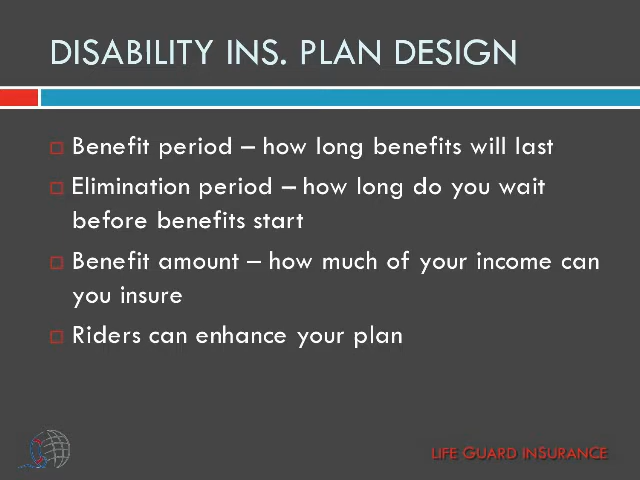 DISABILITY INS. PLAN DESIGN
Benefit period – how long benefits will last
Elimination period – how long do you wait
before benefits start
Benefit amount – how much of your income can
you insure
Riders can enhance your plan
LIFE GUARD INSURANCE